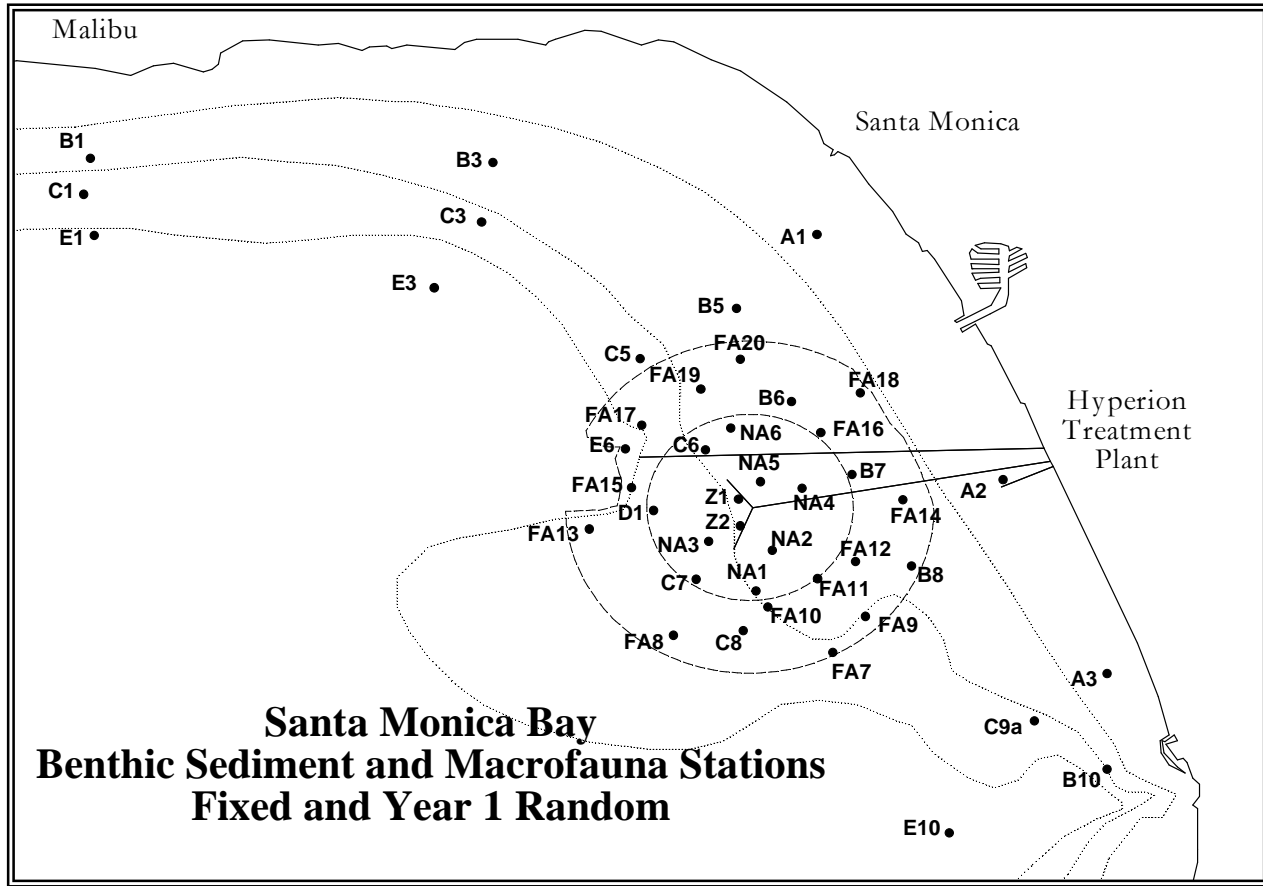 Malibu
Santa Monica
B1
B3
C1
C3
E1
A1
E3
B5
C5
FA20
FA19
FA18
B6
Hyperion
Treatment
Plant
FA17
NA6
FA16
E6
C6
NA5
B7
FA15
Z1
NA4
A2
D1
FA14
FA13
Z2
NA3
NA2
FA12
C7
NA1
FA11
B8
FA10
FA9
FA8
C8
FA7
A3
C9a
B10
E10
Santa Monica Bay
Benthic Sediment and Macrofauna Stations
Fixed and Year 1 Random